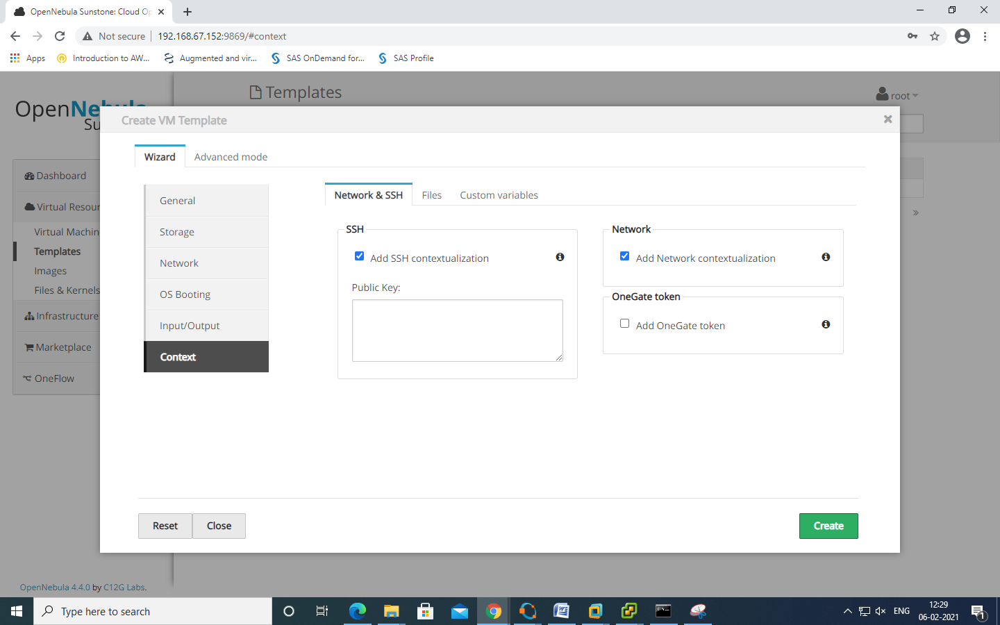 OpenNebula Sunstone: Cloud Op
Not secure
192.168.67.152:9869/#context
Apps
Introduction to AW...
Augmented and vir...
SAS OnDemand for...
SAS Profile
OpenNebula
Su
Templates
root
Create VM Template
Wizard
Advanced mode
Dashboard
Virtual Resour
Virtual Machin
Templates
Images
Files & Kernels
Infrastructure
Marketplace
OneFlow
General
Storage
Network
OS Booting
Input/Output
Context
Network & SSH
Files
Custom variables
SSH
Add SSH contextualization
Public Key:
Network
Add Network contextualization
OneGate token
Add OneGate token
Reset
Close
Create
OpenNebula 4.4.0 by C12G Labs.
Type here to search
ENG
12:29
06-02-2021
1